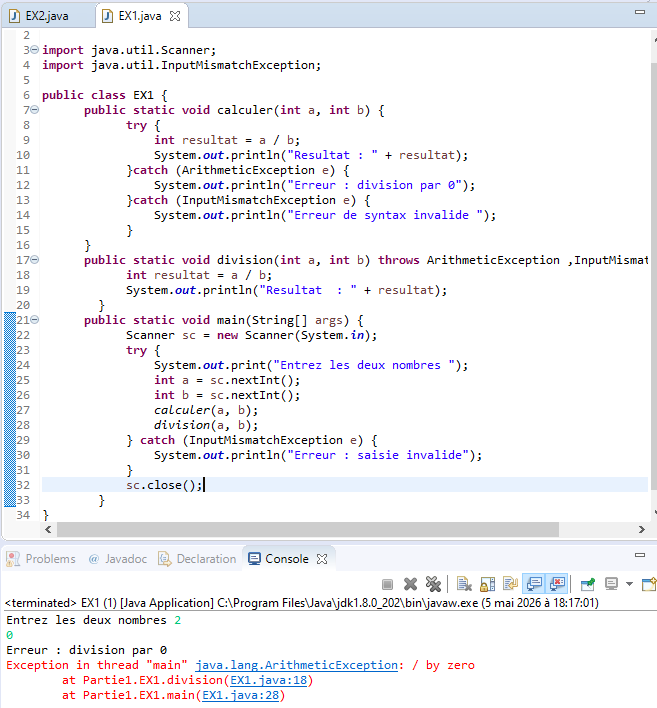 EX2.java EX1.java
2
3 import java.util.Scanner;
4 import java.util.InputMismatchException;
5
6 public class EX1 {
7 public static void calculer(int a, int b) {
8 try {
9 int resultat = a / b;
10 System.out.println("Resultat : " + resultat);
11 }catch (ArithmeticException e) {
12 System.out.println("Erreur : division par 0");
13 }catch (InputMismatchException e) {
14 System.out.println("Erreur de syntax invalide ");
15 }
16 }
17 public static void division(int a, int b) throws ArithmeticException ,InputMismat
18 int resultat = a / b;
19 System.out.println("Resultat  : " + resultat);
20 }
21 public static void main(String[] args) {
22 Scanner sc = new Scanner(System.in);
23 try {
24 System.out.print("Entrez les deux nombres ");
25 int a = sc.nextInt();
26 int b = sc.nextInt();
27 calculer(a, b);
28 division(a, b);
29 } catch (InputMismatchException e) {
30 System.out.println("Erreur : saisie invalide");
31 }
32 sc.close();
33 }
34 }
Problems @ Javadoc Declaration Console
<terminated> EX1 (1) [Java Application] C:\Program Files\Java\jdk1.8.0_202\bin\javaw.exe (5 mai 2026 à 18:17:01)
Entrez les deux nombres 2
0
Erreur : division par 0
Exception in thread "main" java.lang.ArithmeticException: / by zero
at Partie1.EX1.division(EX1.java:18)
at Partie1.EX1.main(EX1.java:28)